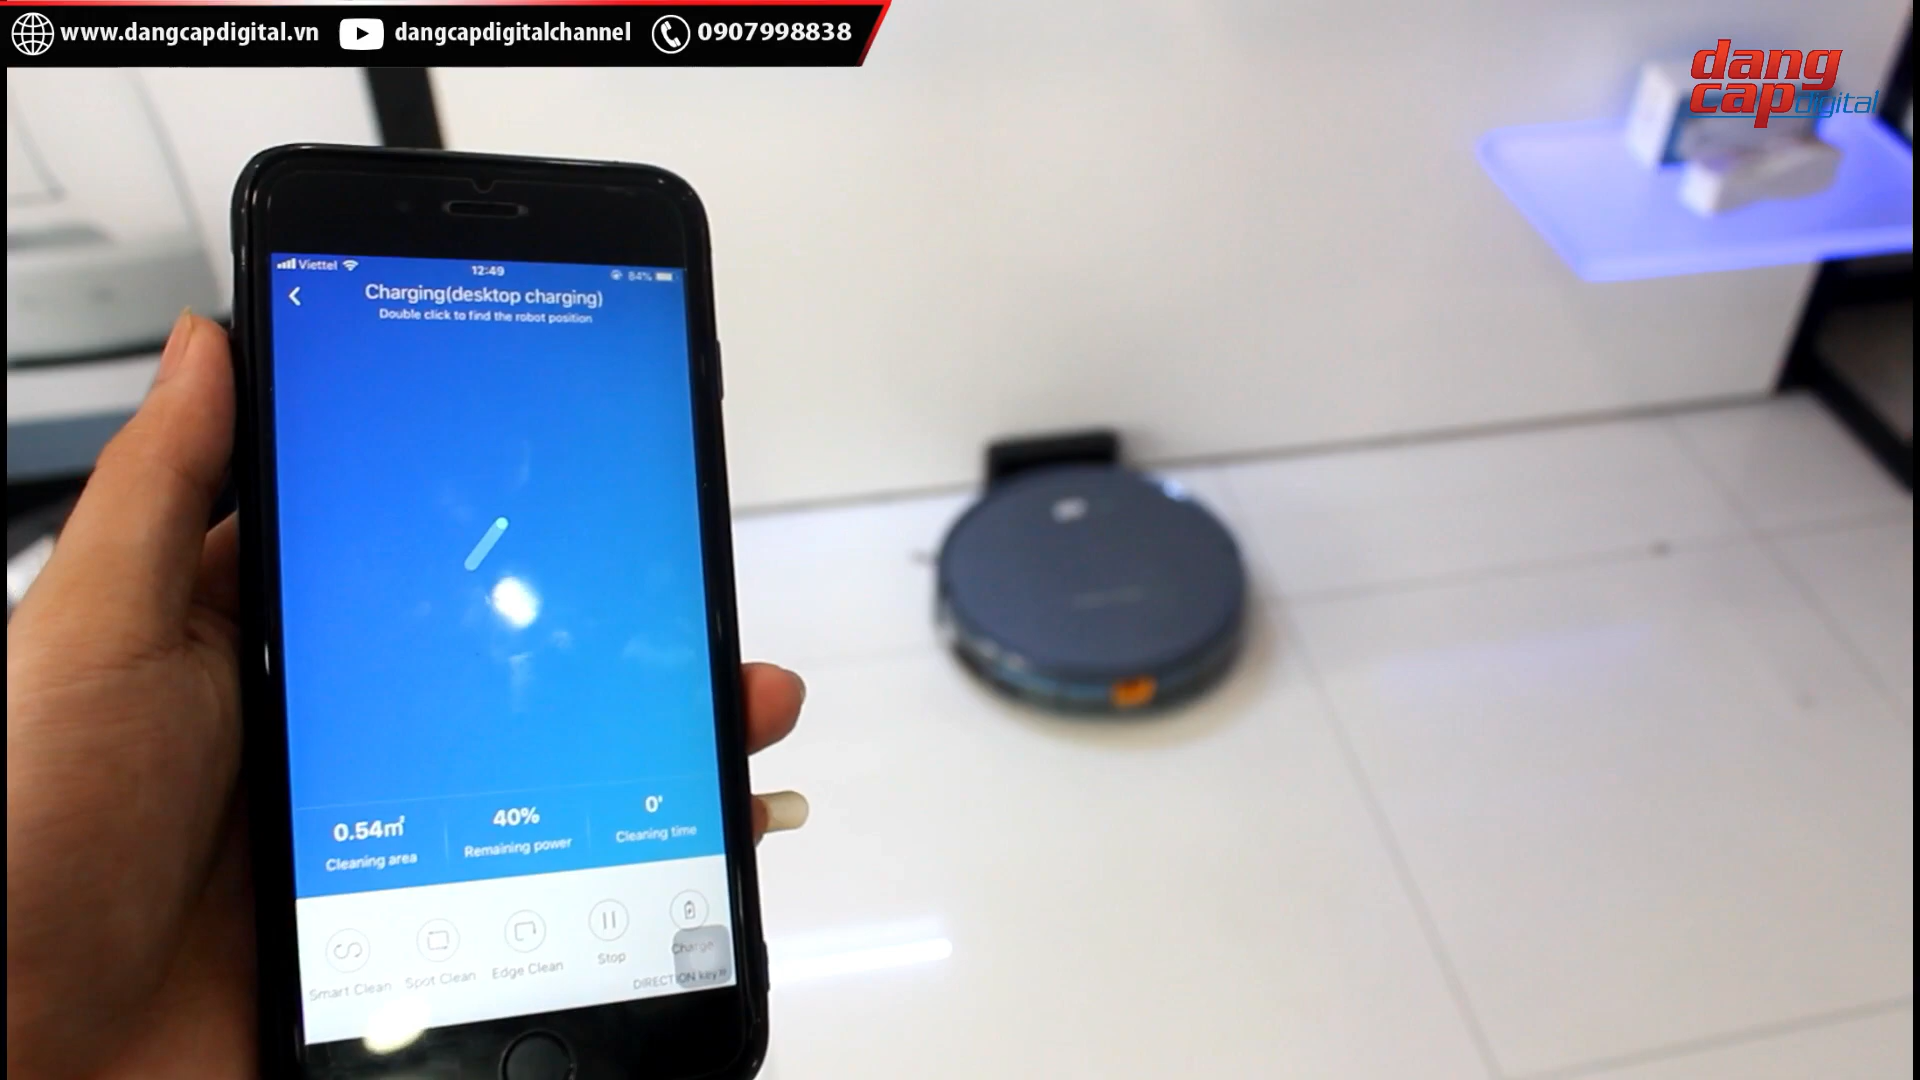 www.dangcapdigital.vn dangcapdigitalchannel 0907998838
dang
cap digital
Viettel 12:49 84%
Charging(desktop charging)
Double click to find the robot position
0.54㎡ 40% 0'
Cleaning area Remaining power Cleaning time
Smart Clean Spot Clean Edge Clean Stop Charge
DIRECTION key